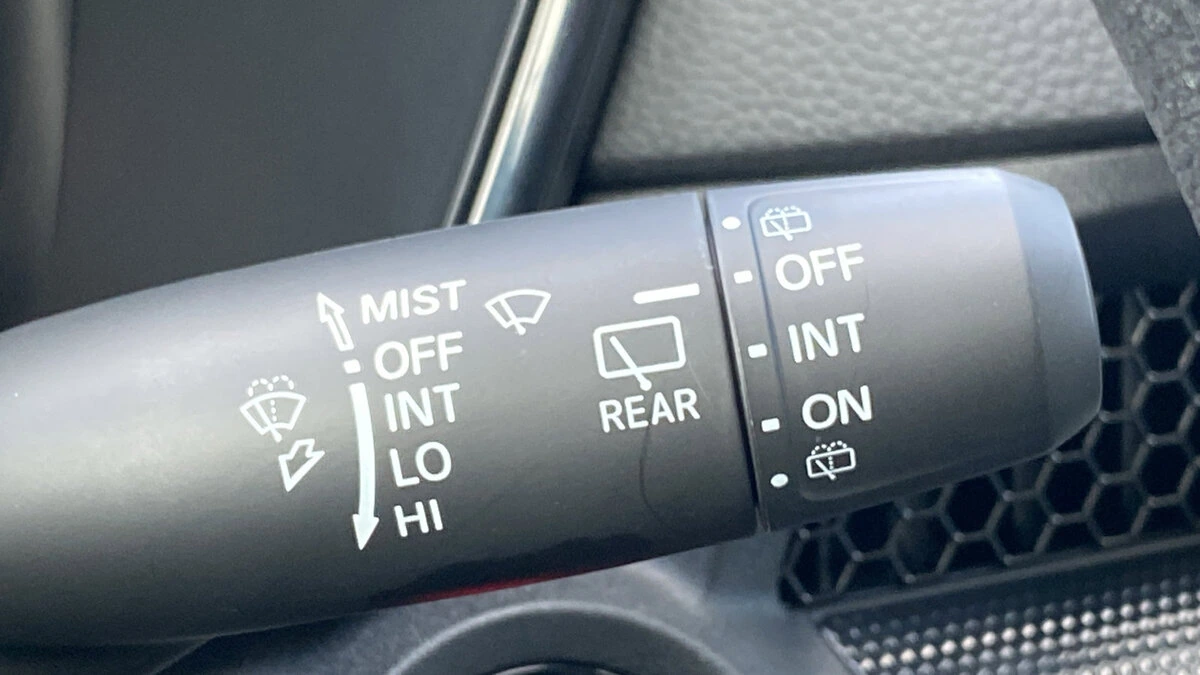 MIST
OFF
INT
LO
HI
REAR
OFF
INT
ON